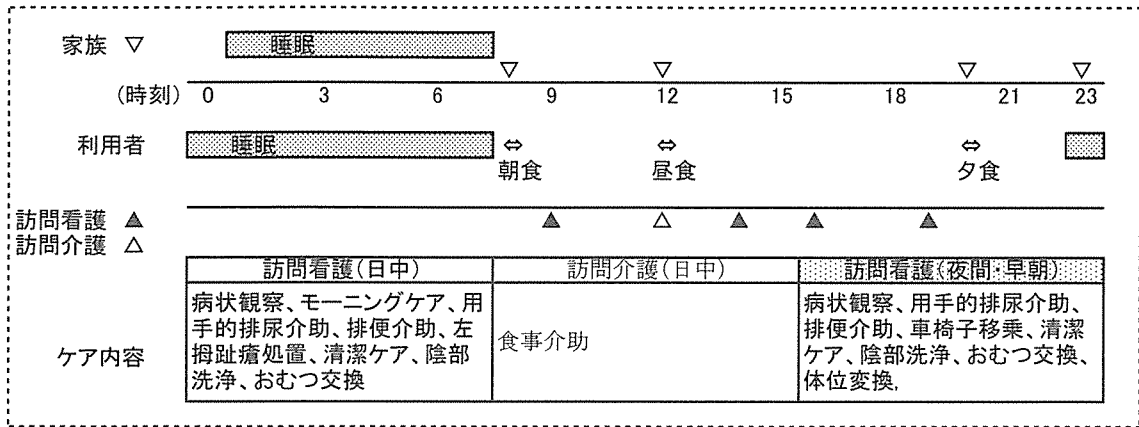 家族 ▽
睡眠
▽ ▽ ▽ ▽
(時刻) 0 3 6 9 12 15 18 21 23
利用者
睡眠
⇔ ⇔ ⇔
朝食 昼食 夕食
訪問看護 ▲
▲ △ ▲ ▲ ▲
訪問介護 △
訪問看護(日中) 訪問介護(日中) 訪問看護(夜間・早朝)
ケア内容
病状観察、モーニングケア、用
手的排尿介助、排便介助、左
拇趾瘡処置、清潔ケア、陰部
洗浄、おむつ交換
食事介助
病状観察、用手的排尿介助、
排便介助、車椅子移乗、清潔
ケア、陰部洗浄、おむつ交換、
体位変換,